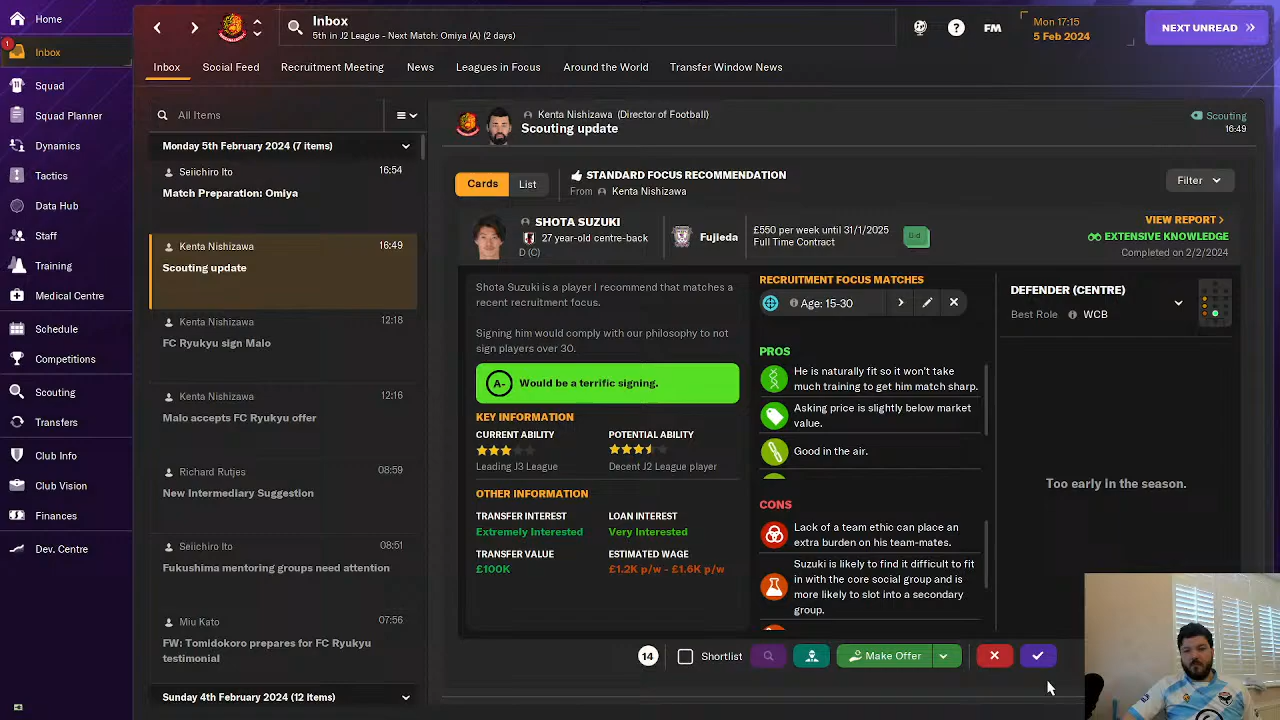 Home
Inbox
5th in J2 League - Next Match: Omiya (A) (2 days)
FM
Mon 17:15
5 Feb 2024
NEXT UNREAD
1
Inbox
Squad
Squad Planner
Dynamics
Tactics
Data Hub
Staff
Training
Medical Centre
Schedule
Competitions
Scouting
Transfers
Club Info
Club Vision
Finances
Dev. Centre
Inbox
Social Feed
Recruitment Meeting
News
Leagues in Focus
Around the World
Transfer Window News
All Items
Monday 5th February 2024 (7 items)
Seiichiro Ito
16:54
Match Preparation: Omiya
Kenta Nishizawa
16:49
Scouting update
Kenta Nishizawa
12:18
FC Ryukyu sign Malo
Kenta Nishizawa
12:16
Malo accepts FC Ryukyu offer
Richard Rutjes
08:59
New Intermediary Suggestion
Seiichiro Ito
08:51
Fukushima mentoring groups need attention
Miu Kato
07:56
FW: Tomidokoro prepares for FC Ryukyu
testimonial
Sunday 4th February 2024 (12 items)
Kenta Nishizawa (Director of Football)
Scouting update
Scouting
16:49
Cards
List
STANDARD FOCUS RECOMMENDATION
From Kenta Nishizawa
Filter
SHOTA SUZUKI
27 year-old centre-back
D (C)
Fujieda
£550 per week until 31/1/2025
Full Time Contract
Bid
VIEW REPORT >
EXTENSIVE KNOWLEDGE
Completed on 2/2/2024
Shota Suzuki is a player I recommend that matches a
recent recruitment focus.
Signing him would comply with our philosophy to not
sign players over 30.
A- Would be a terrific signing.
KEY INFORMATION
CURRENT ABILITY
POTENTIAL ABILITY
Leading J3 League
Decent J2 League player
OTHER INFORMATION
TRANSFER INTEREST
LOAN INTEREST
Extremely Interested
Very Interested
TRANSFER VALUE
ESTIMATED WAGE
£100K
£1.2K p/w - £1.6K p/w
RECRUITMENT FOCUS MATCHES
Age: 15-30
PROS
He is naturally fit so it won't take
much training to get him match sharp.
Asking price is slightly below market
value.
Good in the air.
CONS
Lack of a team ethic can place an
extra burden on his team-mates.
Suzuki is likely to find it difficult to fit
in with the core social group and is
more likely to slot into a secondary
group.
DEFENDER (CENTRE)
Best Role WCB
Too early in the season.
14
Shortlist
Make Offer